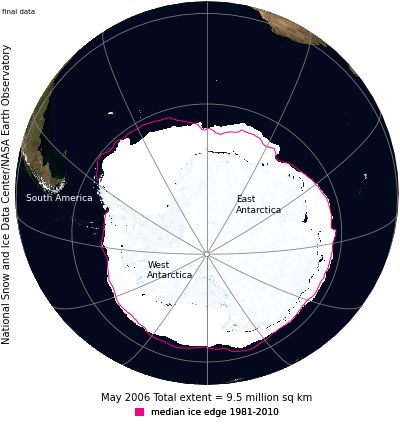 final data
National Snow and Ice Data Center/NASA Earth Observatory
South America
East
Antarctica
West
Antarctica
May 2006 Total extent = 9.5 million sq km
median ice edge 1981-2010